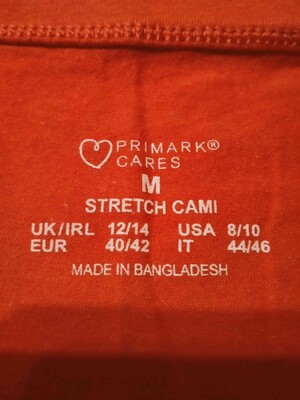 PRIMARK®
CARES
M
STRETCH CAMI
UK/IRL 12/14 USA 8/10
EUR 40/42 IT 44/46
MADE IN BANGLADESH